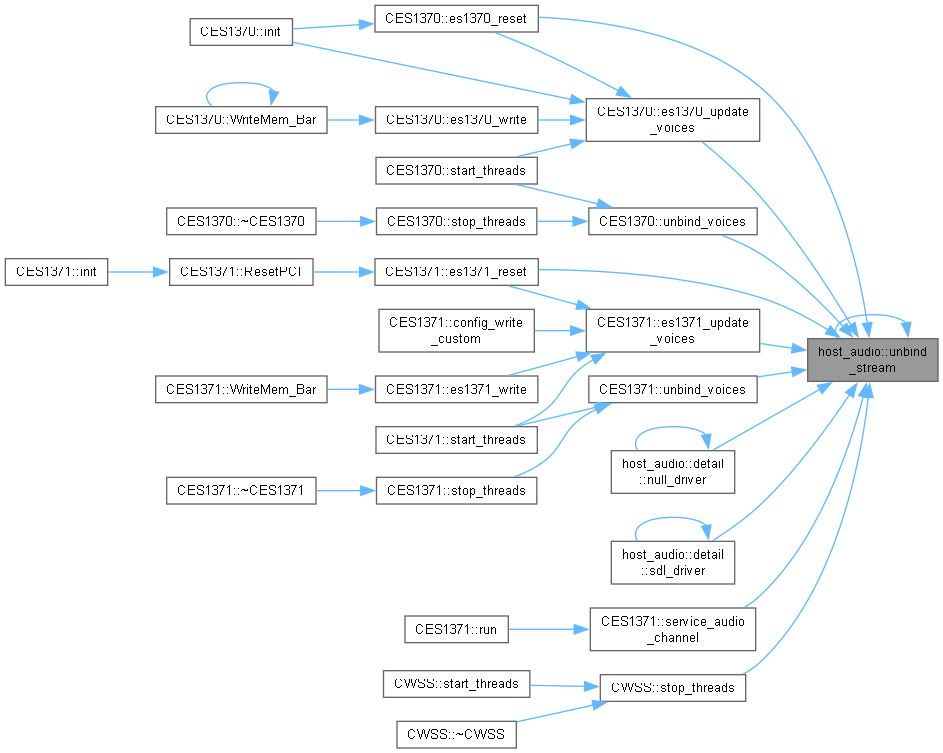 CES1370::es1370_reset
CES1370::init
CES1370::es1370_update
_voices
CES1370::WriteMem_Bar
CES1370::es1370_write
CES1370::start_threads
CES1370::~CES1370
CES1370::stop_threads
CES1370::unbind_voices
CES1371::init
CES1371::ResetPCI
CES1371::es1371_reset
CES1371::config_write
_custom
CES1371::es1371_update
_voices
host_audio::unbind
_stream
CES1371::WriteMem_Bar
CES1371::es1371_write
CES1371::unbind_voices
CES1371::start_threads
host_audio::detail
::null_driver
CES1371::~CES1371
CES1371::stop_threads
host_audio::detail
::sdl_driver
CES1371::run
CES1371::service_audio
_channel
CWSS::start_threads
CWSS::stop_threads
CWSS::~CWSS